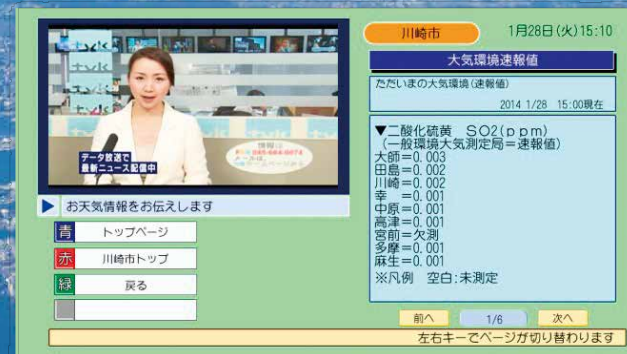 川崎市
1月28日(火)15:10
大気環境速報値
ただいまの大気環境(速報値)
2014 1/28 15:00現在
▼二酸化硫黄 SO2(ppm)
(一般環境大気測定局=速報値)
大師=0.003
田島=0.002
川崎=0.002
幸 =0.001
中原=0.001
高津=0.001
宮前=欠測
多摩=0.001
麻生=0.001
※凡例 空白:未測定
前へ 1/6 次へ
左右キーでページが切り替わります
tvk
データ放送で
最新ニュース配信中
情報は
お天気情報をお伝えします
青 トップページ
赤 川崎市トップ
緑 戻る